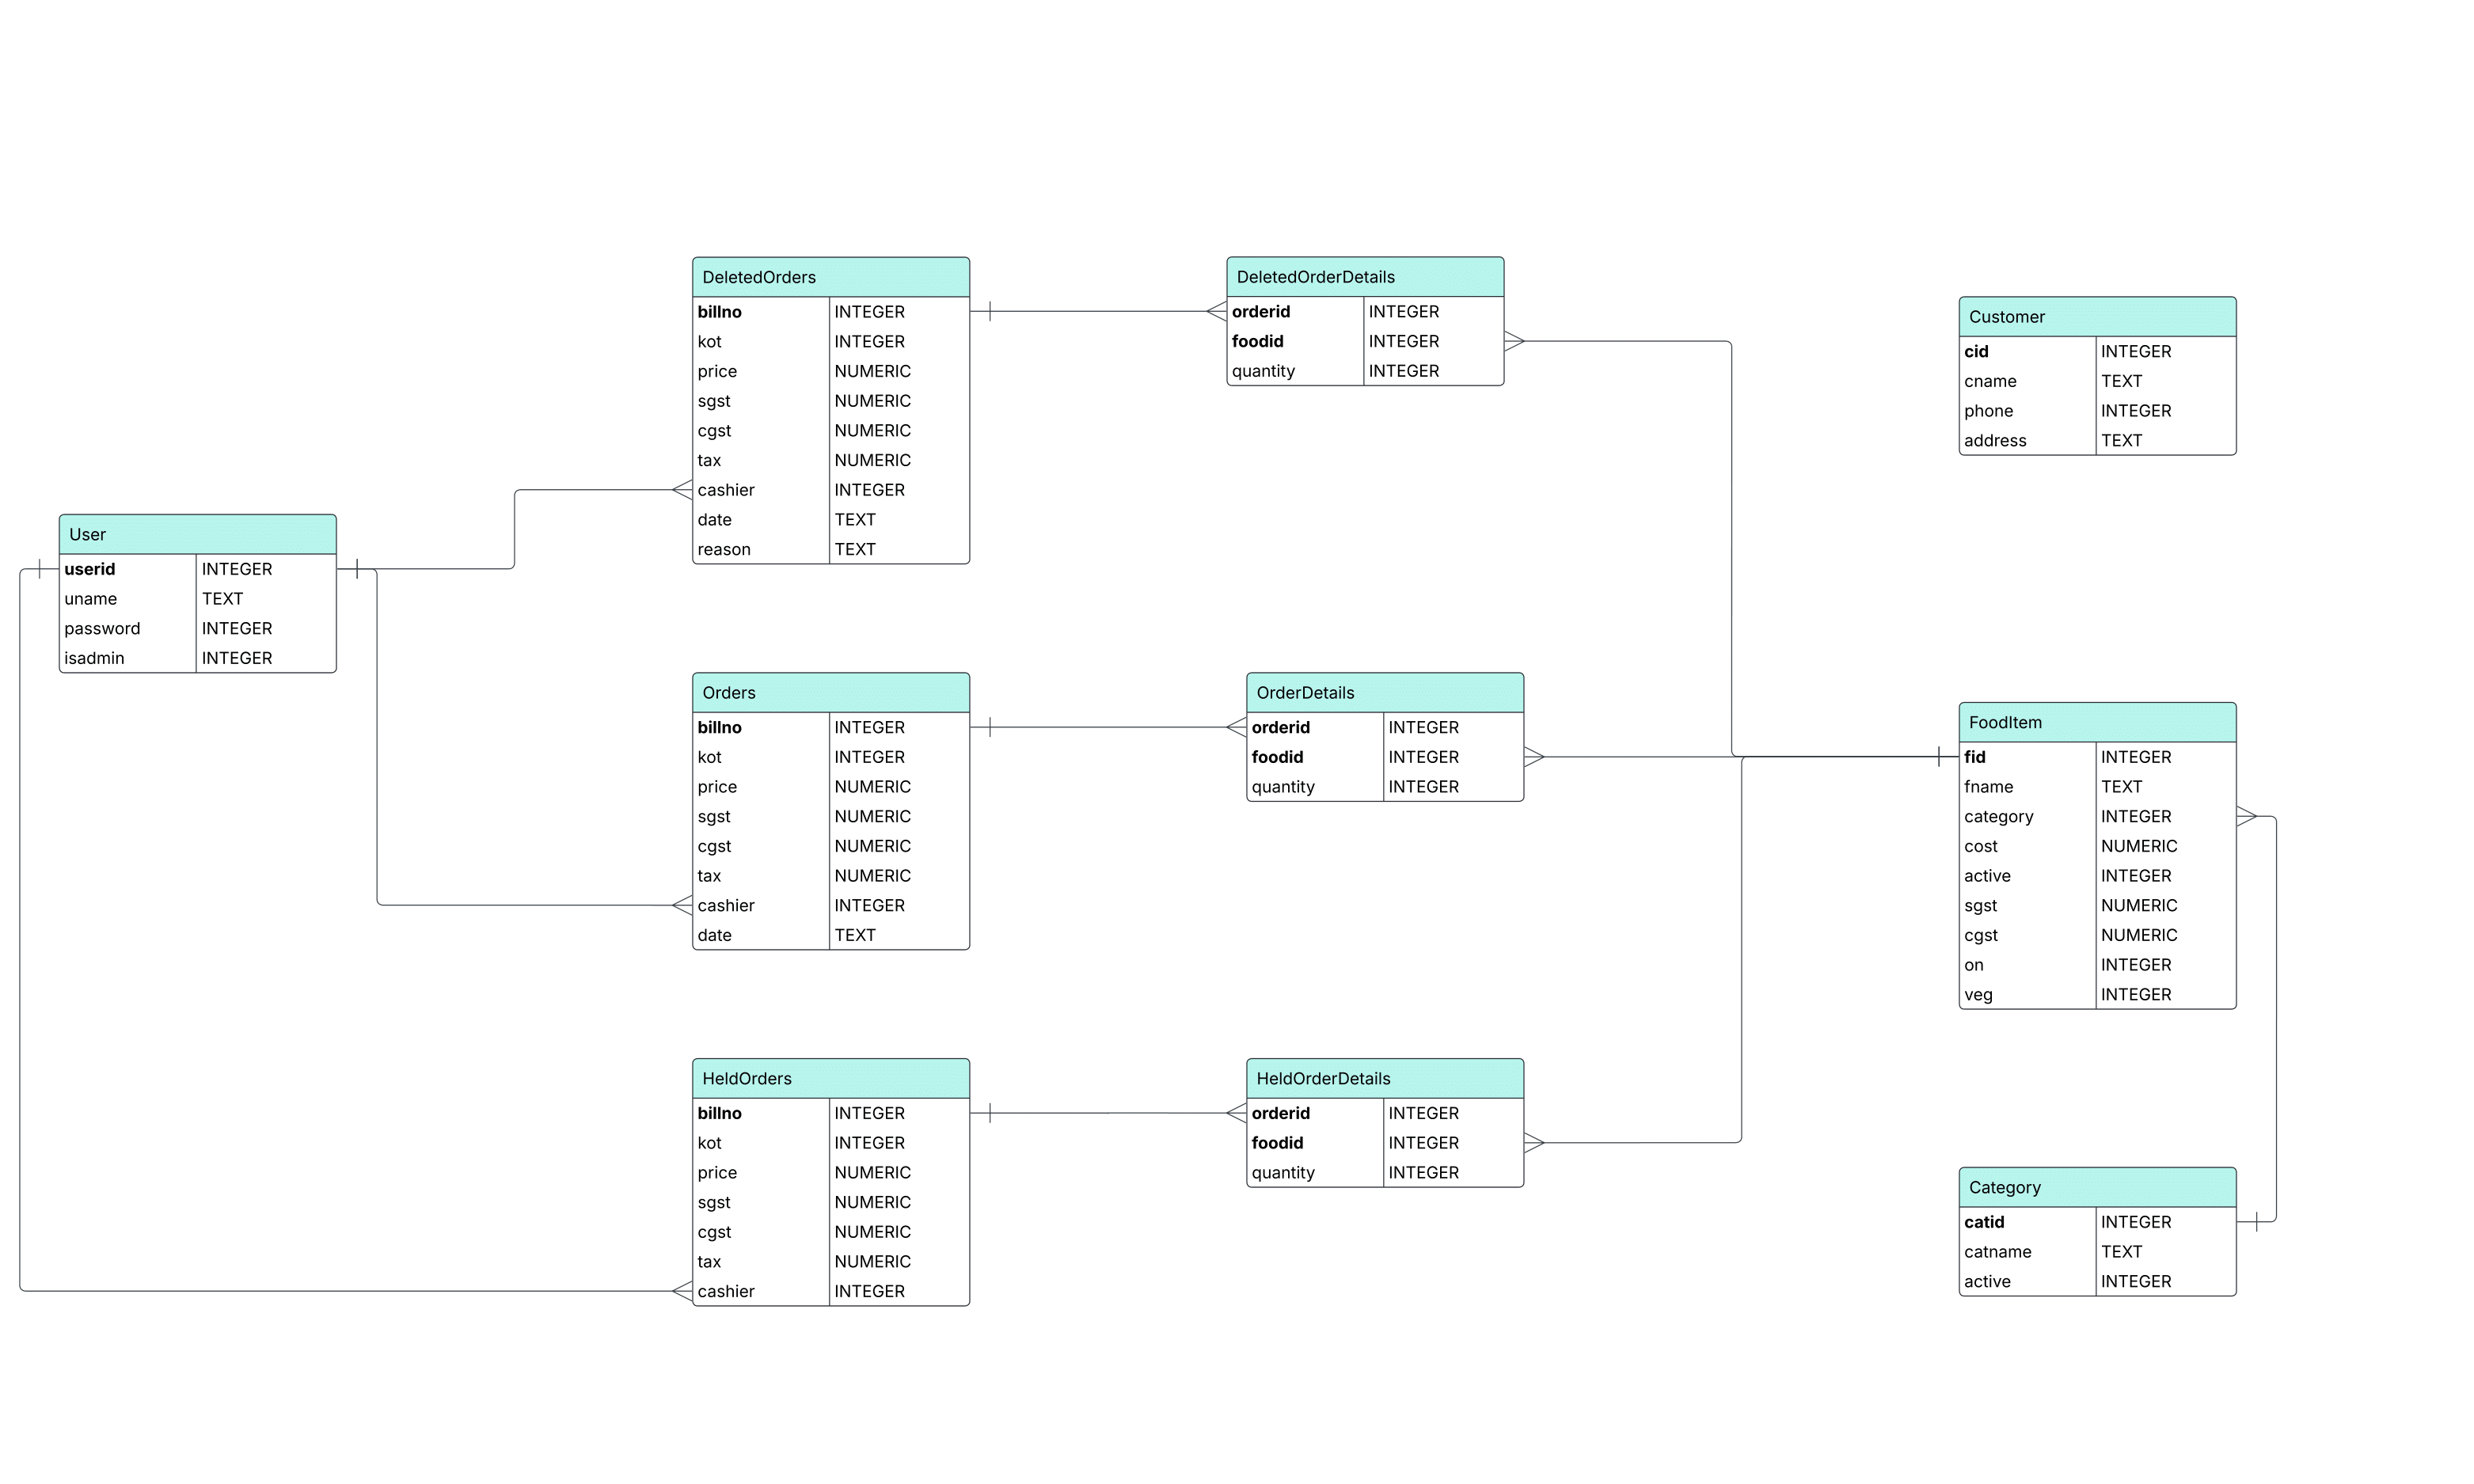 DeletedOrders
billno INTEGER
kot INTEGER
price NUMERIC
sgst NUMERIC
cgst NUMERIC
tax NUMERIC
cashier INTEGER
date TEXT
reason TEXT
DeletedOrderDetails
orderid INTEGER
foodid INTEGER
quantity INTEGER
Customer
cid INTEGER
cname TEXT
phone INTEGER
address TEXT
User
userid INTEGER
uname TEXT
password INTEGER
isadmin INTEGER
Orders
billno INTEGER
kot INTEGER
price NUMERIC
sgst NUMERIC
cgst NUMERIC
tax NUMERIC
cashier INTEGER
date TEXT
OrderDetails
orderid INTEGER
foodid INTEGER
quantity INTEGER
FoodItem
fid INTEGER
fname TEXT
category INTEGER
cost NUMERIC
active INTEGER
sgst NUMERIC
cgst NUMERIC
on INTEGER
veg INTEGER
HeldOrders
billno INTEGER
kot INTEGER
price NUMERIC
sgst NUMERIC
cgst NUMERIC
tax NUMERIC
cashier INTEGER
HeldOrderDetails
orderid INTEGER
foodid INTEGER
quantity INTEGER
Category
catid INTEGER
catname TEXT
active INTEGER